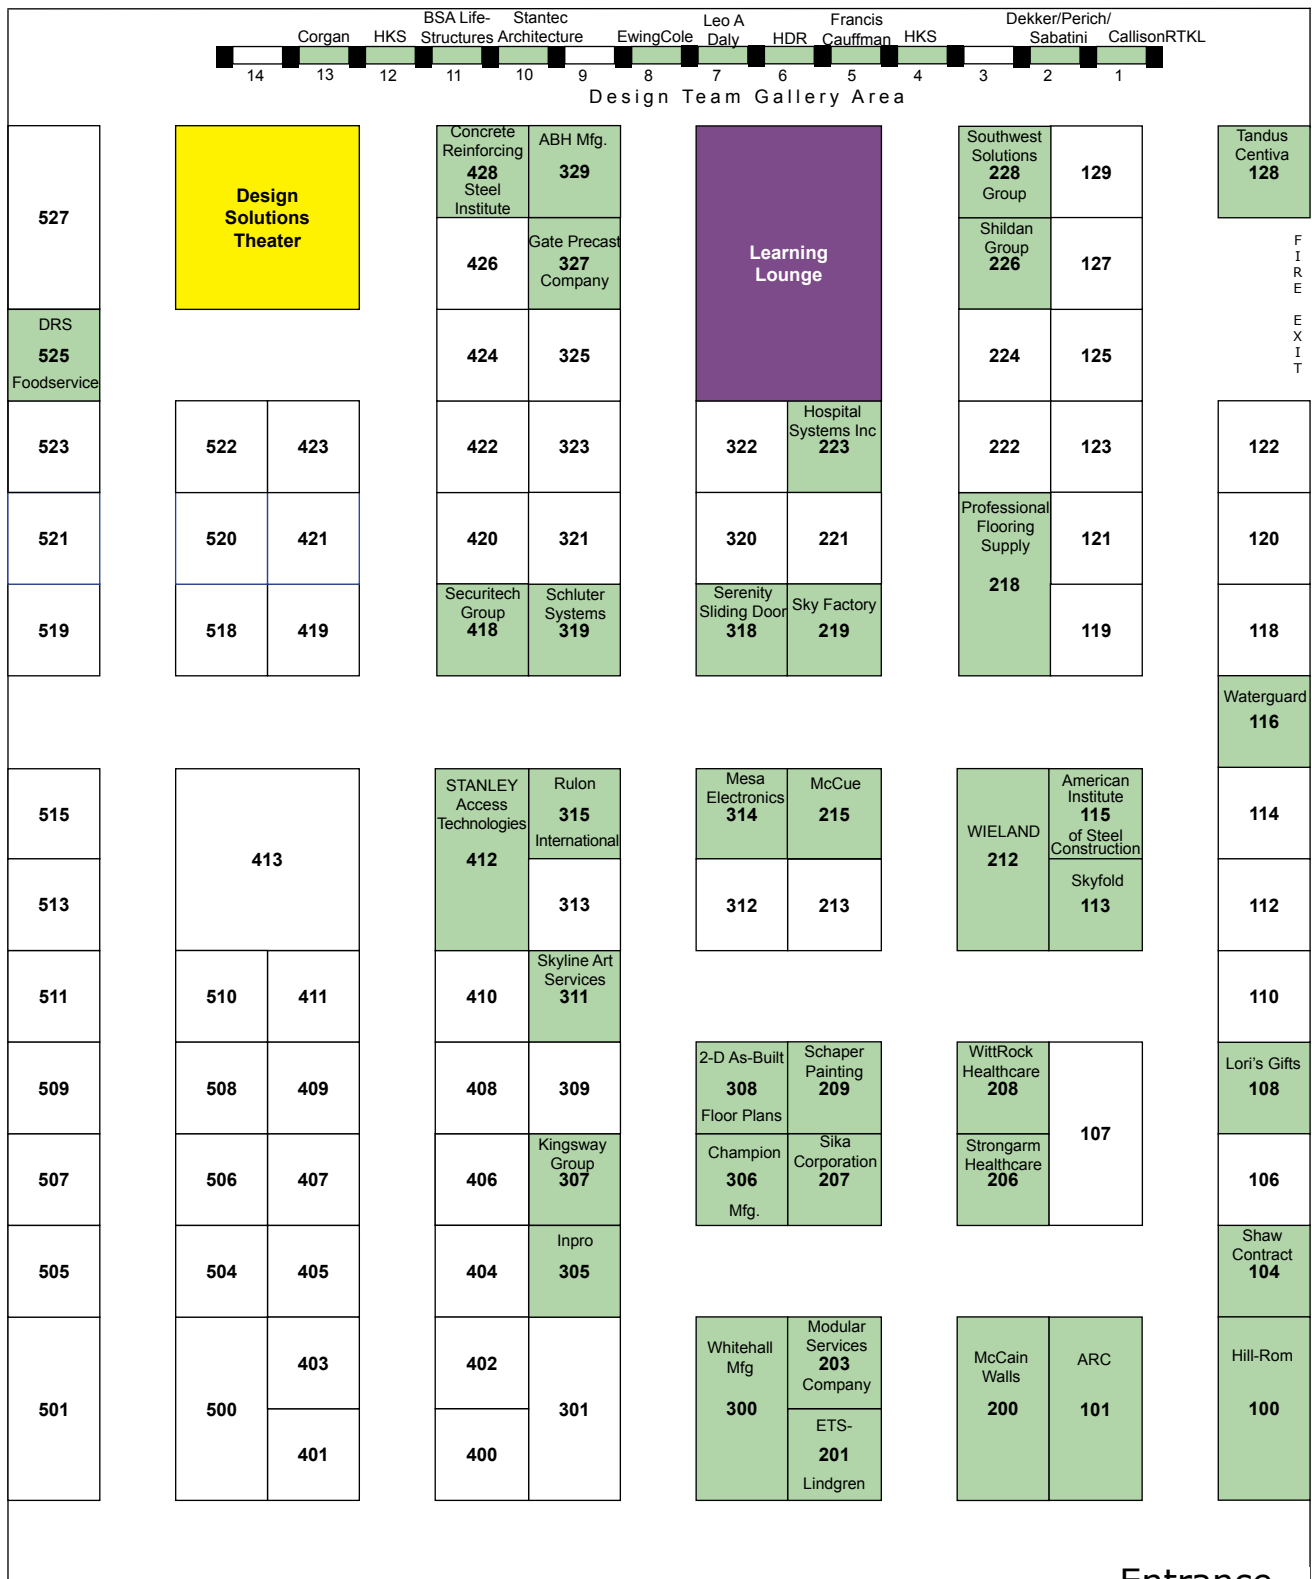 BSA Life-
Stantec
Leo A
Francis
Dekker/Perich/
Corgan
HKS
Structures
Architecture
EwingCole
Daly
HDR
Cauffman
HKS
Sabatini
CallisonRTKL
14
13
12
11
10
9
8
7
6
5
4
3
2
1
Design Team Gallery Area
527
Design
Solutions
Theater
Concrete
Reinforcing
428
Steel
Institute
ABH Mfg.
329
Learning
Lounge
Southwest
Solutions
228
Group
129
Tandus
Centiva
128
426
Gate Precast
327
Company
Shildan
Group
226
127
FIRE EXIT
DRS
525
Foodservice
424
325
224
125
523
522
423
422
323
322
Hospital
Systems Inc
223
222
123
122
521
520
421
420
321
320
221
Professional
Flooring
Supply
218
121
120
519
518
419
Securitech
Group
418
Schluter
Systems
319
Serenity
Sliding Door
318
Sky Factory
219
119
118
Waterguard
116
515
413
STANLEY
Access
Technologies
412
Rulon
315
International
Mesa
Electronics
314
McCue
215
WIELAND
212
American
Institute
115
of Steel
Construction
114
513
313
312
213
Skyfold
113
112
511
510
411
410
Skyline Art
Services
311
110
509
508
409
408
309
2-D As-Built
308
Floor Plans
Schaper
Painting
209
WittRock
Healthcare
208
107
Lori's Gifts
108
507
506
407
406
Kingsway
Group
307
Champion
306
Mfg.
Sika
Corporation
207
Strongarm
Healthcare
206
106
505
504
405
404
Inpro
305
Shaw
Contract
104
501
500
403
402
301
Whitehall
Mfg
300
Modular
Services
203
Company
McCain
Walls
200
ARC
101
Hill-Rom
100
401
400
ETS-
201
Lindgren
Entrance